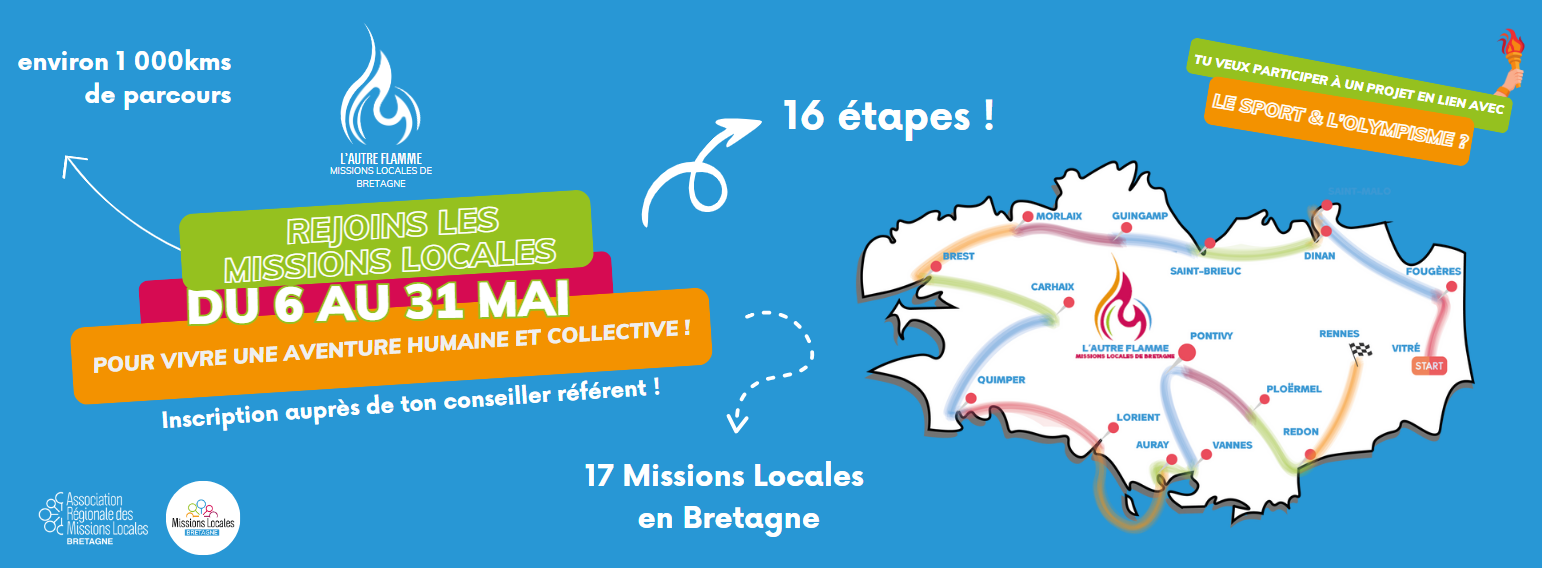 environ 1 000kms
de parcours
L'AUTRE FLAMME
MISSIONS LOCALES DE
BRETAGNE
REJOINS LES
MISSIONS LOCALES
DU 6 AU 31 MAI
POUR VIVRE UNE AVENTURE HUMAINE ET COLLECTIVE !
Inscription auprès de ton conseiller référent !
16 étapes !
17 Missions Locales
en Bretagne
TU VEUX PARTICIPER À UN PROJET EN LIEN AVEC
LE SPORT & L'OLYMPISME ?
SAINT-MALO
MORLAIX
GUINGAMP
BREST
SAINT-BRIEUC
DINAN
FOUGÈRES
CARHAIX
L'AUTRE FLAMME
MISSIONS LOCALES DE BRETAGNE
PONTIVY
RENNES
VITRÉ
START
QUIMPER
PLOËRMEL
LORIENT
REDON
AURAY
VANNES
Association
Régionale des
Missions Locales
BRETAGNE
Missions Locales
BRETAGNE